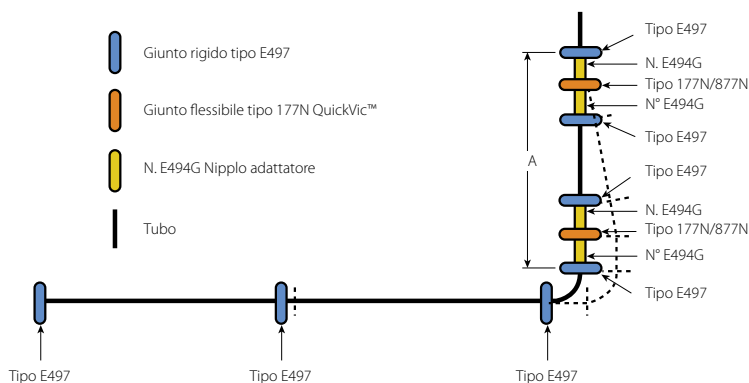 Giunto rigido tipo E497
Giunto flessibile tipo 177N QuickVic™
N. E494G Nipplo adattatore
Tubo
A
Tipo E497
N. E494G
Tipo 177N/877N
N° E494G
Tipo E497
Tipo E497
N. E494G
Tipo 177N/877N
N° E494G
Tipo E497
Tipo E497
Tipo E497
Tipo E497